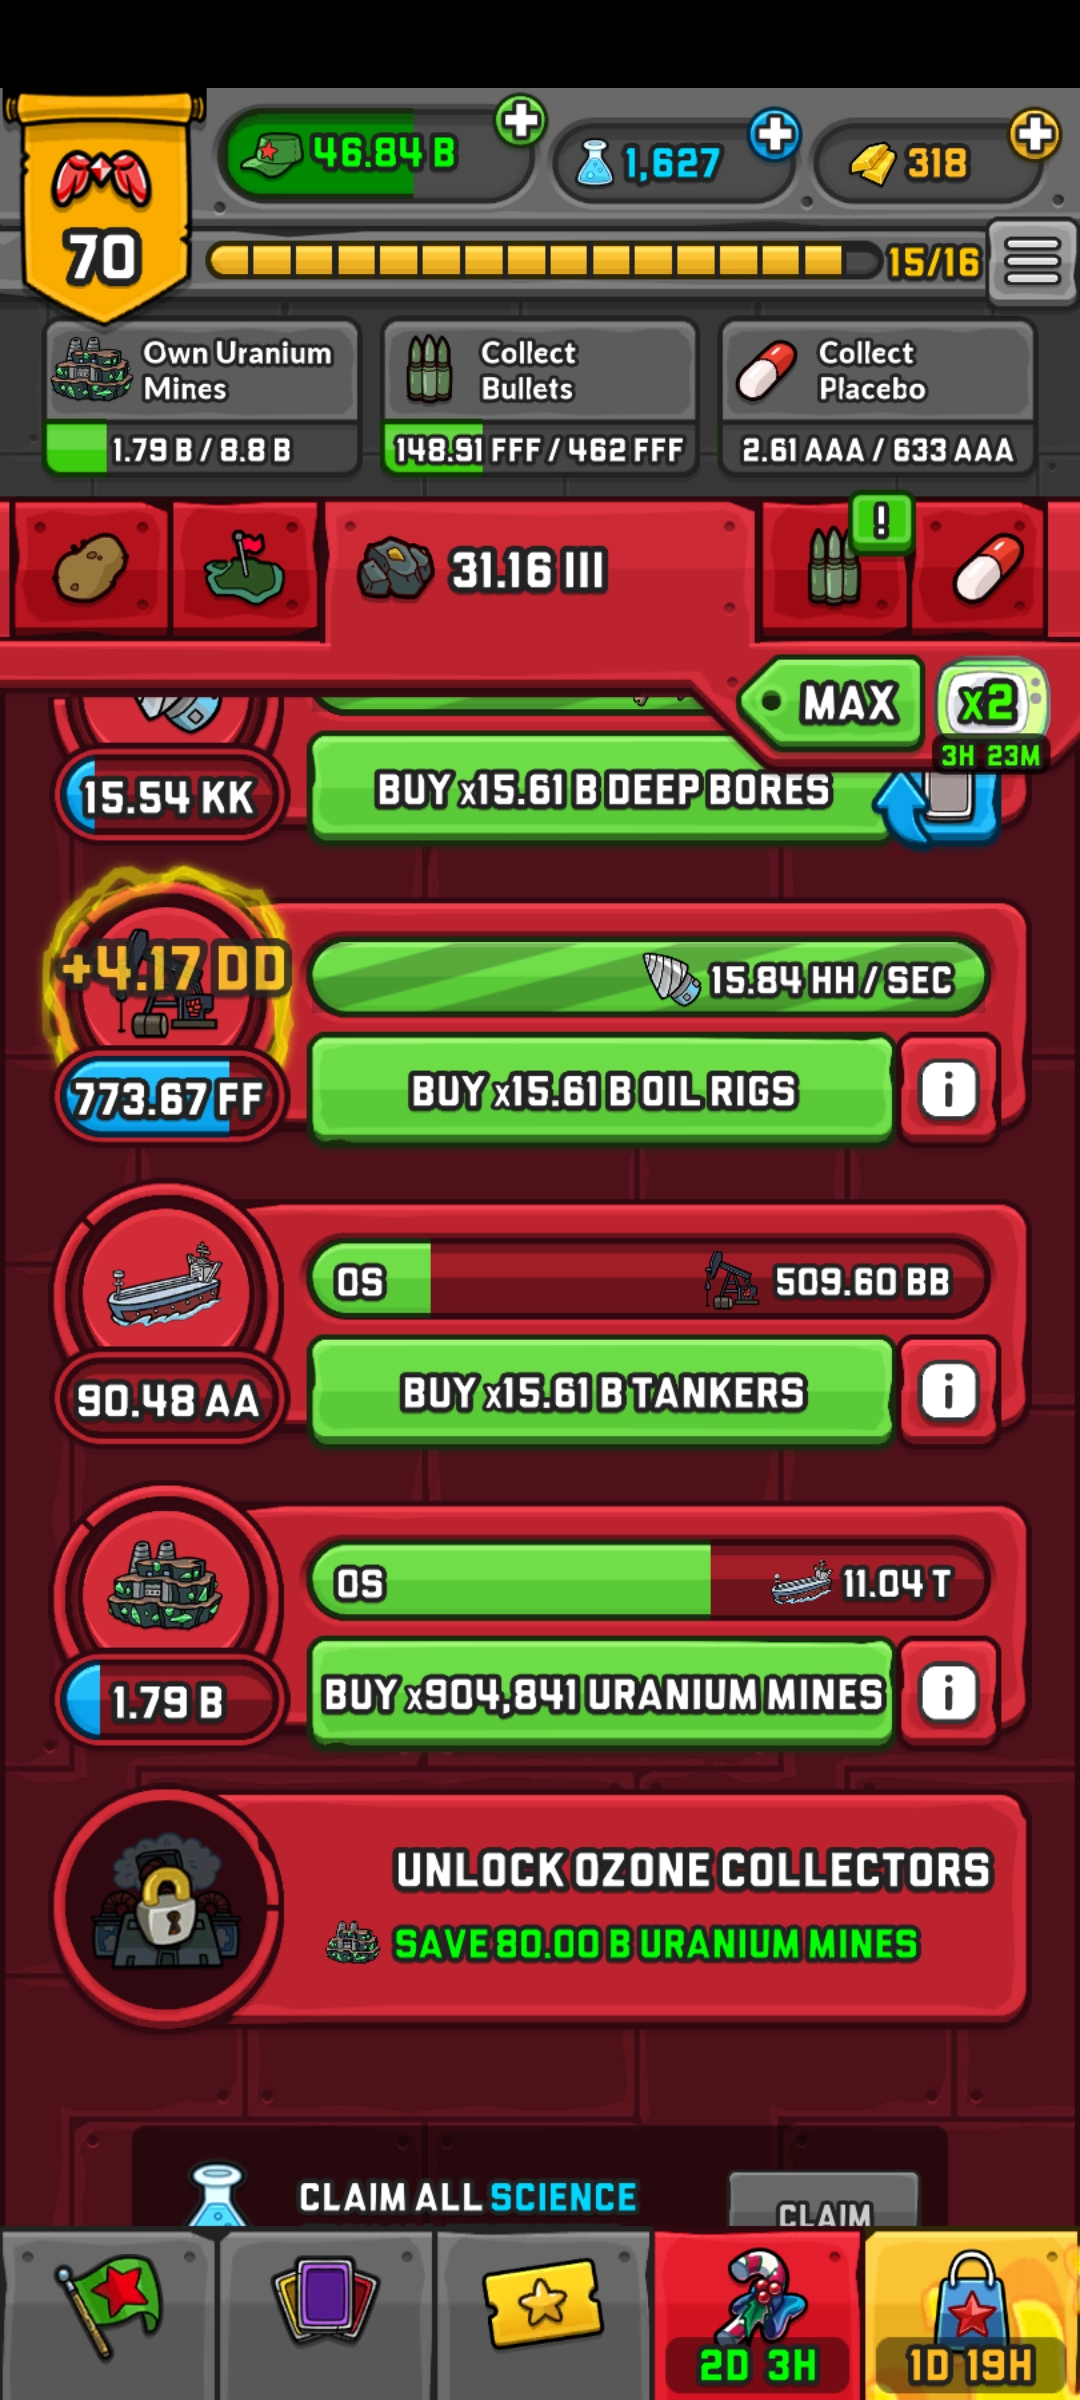 46.84 B
1,627
318
70
15/16
Own Uranium
Mines
1.79 B / 8.8 B
Collect
Bullets
148.91 FFF / 462 FFF
Collect
Placebo
2.61 AAA / 633 AAA
31.16 III
!
MAX
x2
3H 23M
15.54 KK
BUY x15.61 B DEEP BORES
+4.17 DD
15.84 HH / SEC
773.67 FF
BUY x15.61 B OIL RIGS
i
0S
509.60 BB
90.48 AA
BUY x15.61 B TANKERS
i
0S
11.04 T
1.79 B
BUY x904,841 URANIUM MINES
i
UNLOCK OZONE COLLECTORS
SAVE 80.00 B URANIUM MINES
CLAIM ALL SCIENCE
CLAIM
2D 3H
1D 19H